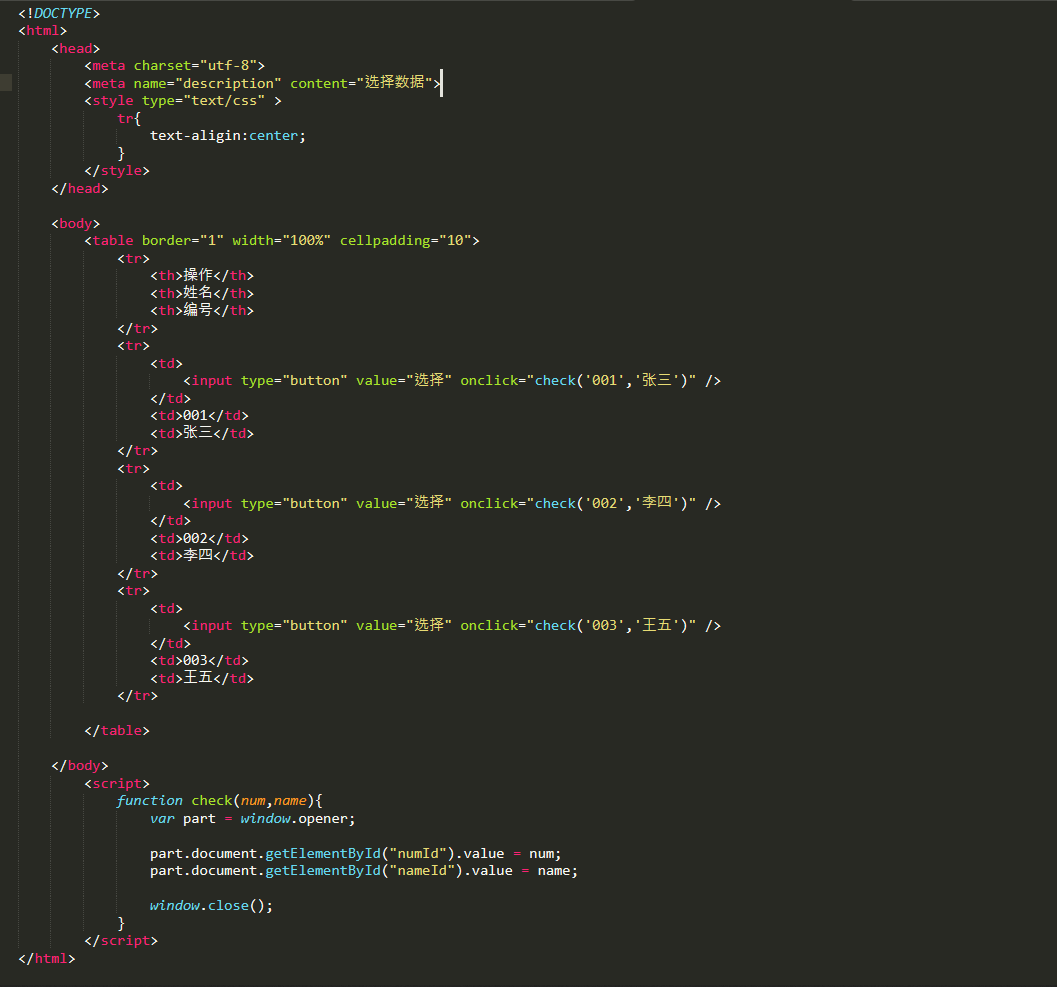 <!DOCTYPE>
<html>
<head>
<meta charset="utf-8">
<meta name="description" content="选择数据">
<style type="text/css" >
tr{
text-aligin:center;
}
</style>
</head>
<body>
<table border="1" width="100%" cellpadding="10">
<tr>
<th>操作</th>
<th>姓名</th>
<th>编号</th>
</tr>
<tr>
<td>
<input type="button" value="选择" onclick="check('001','张三')" />
</td>
<td>001</td>
<td>张三</td>
</tr>
<tr>
<td>
<input type="button" value="选择" onclick="check('002','李四')" />
</td>
<td>002</td>
<td>李四</td>
</tr>
<tr>
<td>
<input type="button" value="选择" onclick="check('003','王五')" />
</td>
<td>003</td>
<td>王五</td>
</tr>
</table>
</body>
<script>
function check(num,name){
var part = window.opener;
part.document.getElementById("numId").value = num;
part.document.getElementById("nameId").value = name;
window.close();
}
</script>
</html>